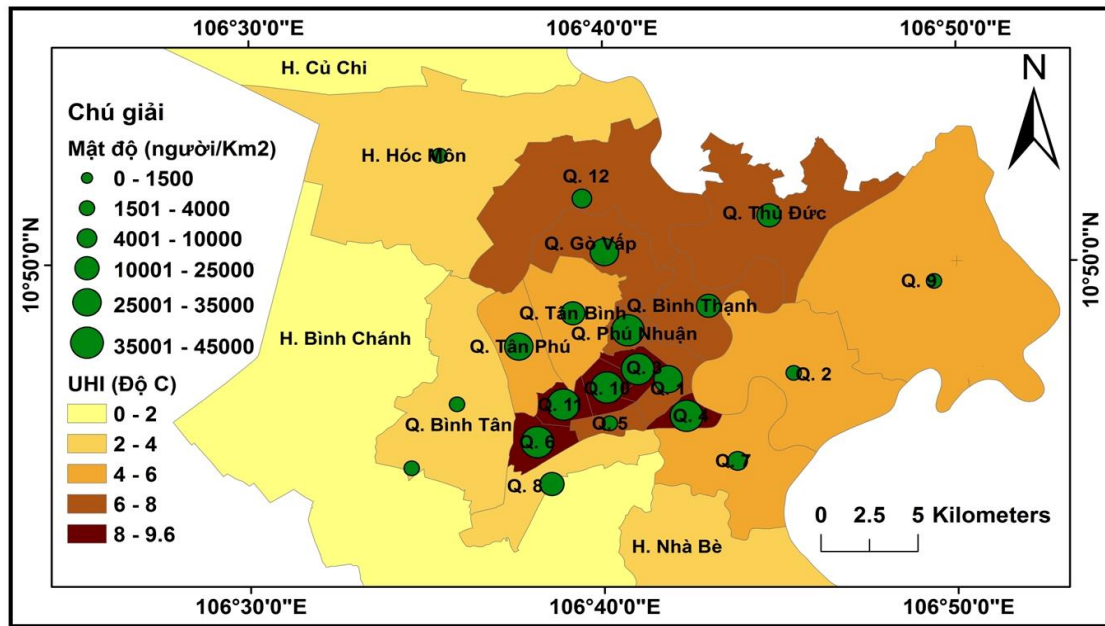 106°30'0"E 106°40'0"E 106°50'0"E
N
10°50'0"N
10°50'0"N
Chú giải
Mật độ (người/Km2)
0 - 1500
1501 - 4000
4001 - 10000
10001 - 25000
25001 - 35000
35001 - 45000
UHI (Độ C)
0 - 2
2 - 4
4 - 6
6 - 8
8 - 9.6
H. Củ Chi
H. Hóc Môn
Q. 12
Q. Thủ Đức
Q. Gò Vấp
Q. 9
Q. Tân Bình
Q. Bình Thạnh
Q. Phú Nhuận
H. Bình Chánh
Q. Tân Phú
Q. 3
Q. 2
Q. 10
Q. 1
Q. 11
Q. 4
Q. Bình Tân
Q. 5
Q. 6
Q. 7
Q. 8
H. Nhà Bè
0 2.5 5 Kilometers
106°30'0"E 106°40'0"E 106°50'0"E